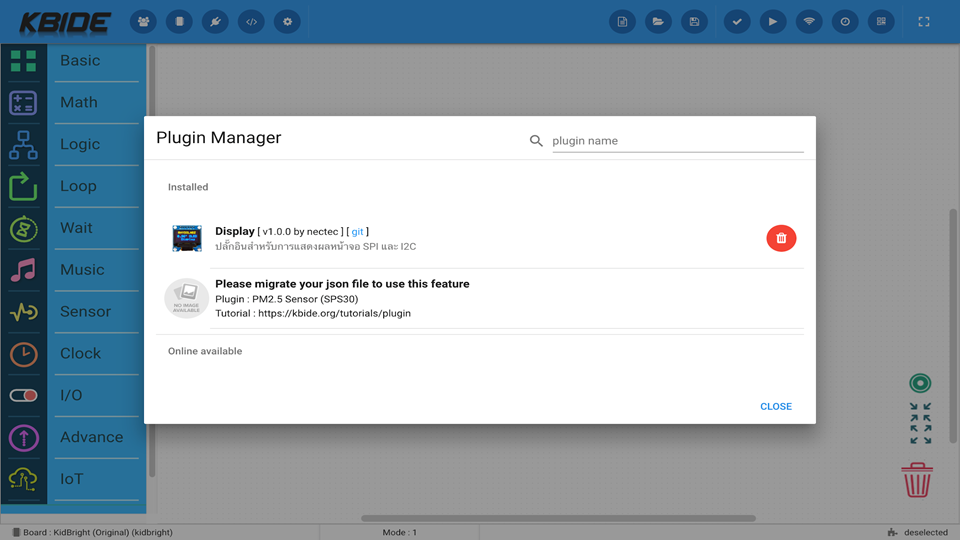 KBIDE
Basic
Math
Logic
Loop
Wait
Music
Sensor
Clock
I/O
Advance
IoT
Plugin Manager
plugin name
Installed
Display [ v1.0.0 by nectec ] [ git ]
ปลั๊กอินสำหรับการแสดงผลหน้าจอ SPI และ I2C
NO IMAGE
AVAILABLE
Please migrate your json file to use this feature
Plugin : PM2.5 Sensor (SPS30)
Tutorial : https://kbide.org/tutorials/plugin
Online available
CLOSE
Board : KidBright (Original) (kidbright)
Mode : 1
deselected